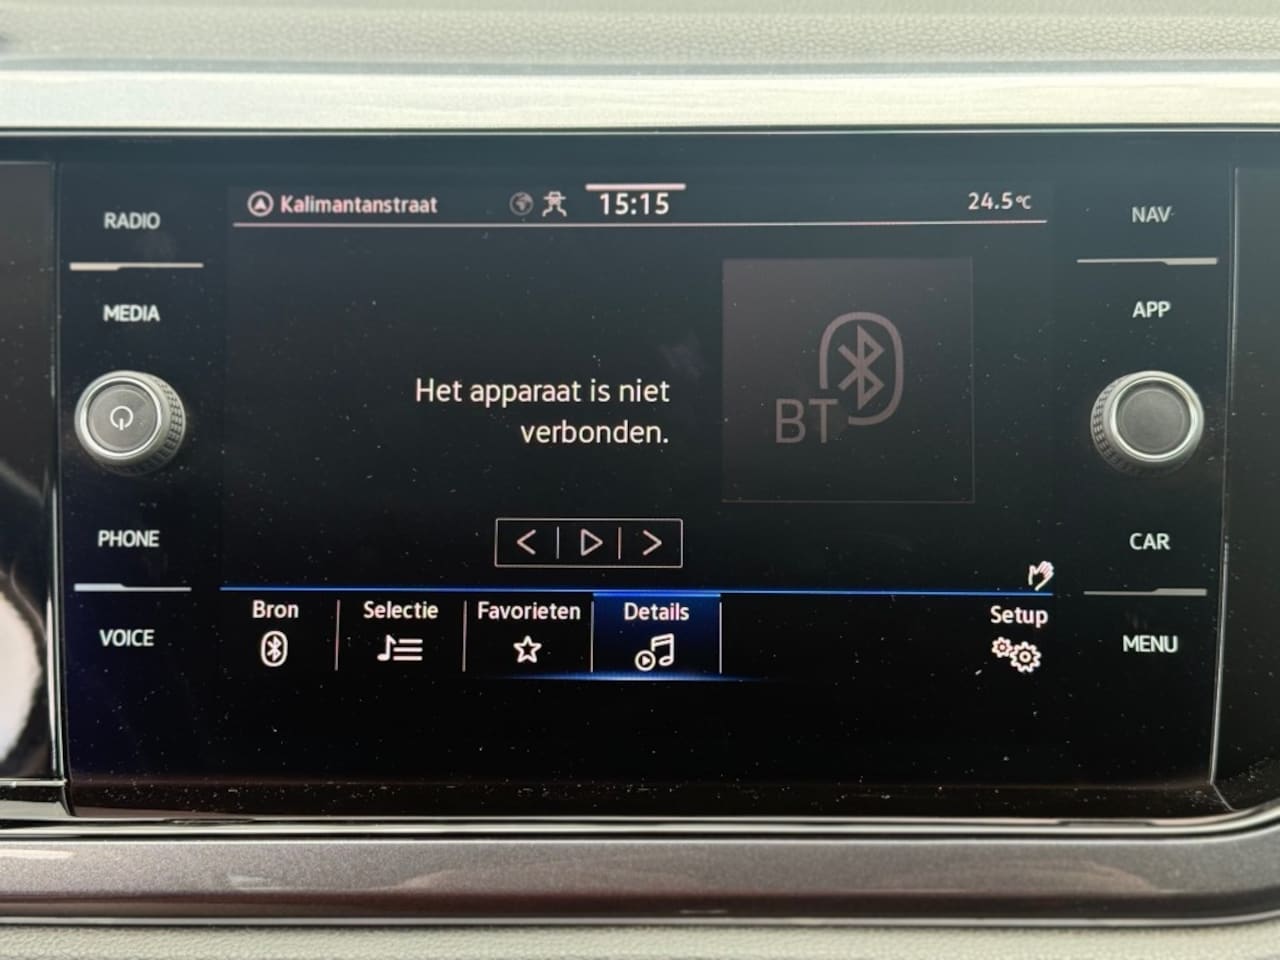 RADIO
MEDIA
PHONE
VOICE
Kalimantanstraat
15:15
24.5°C
Het apparaat is niet
verbonden.
BT
Bron
Selectie
Favorieten
Details
Setup
NAV
APP
CAR
MENU